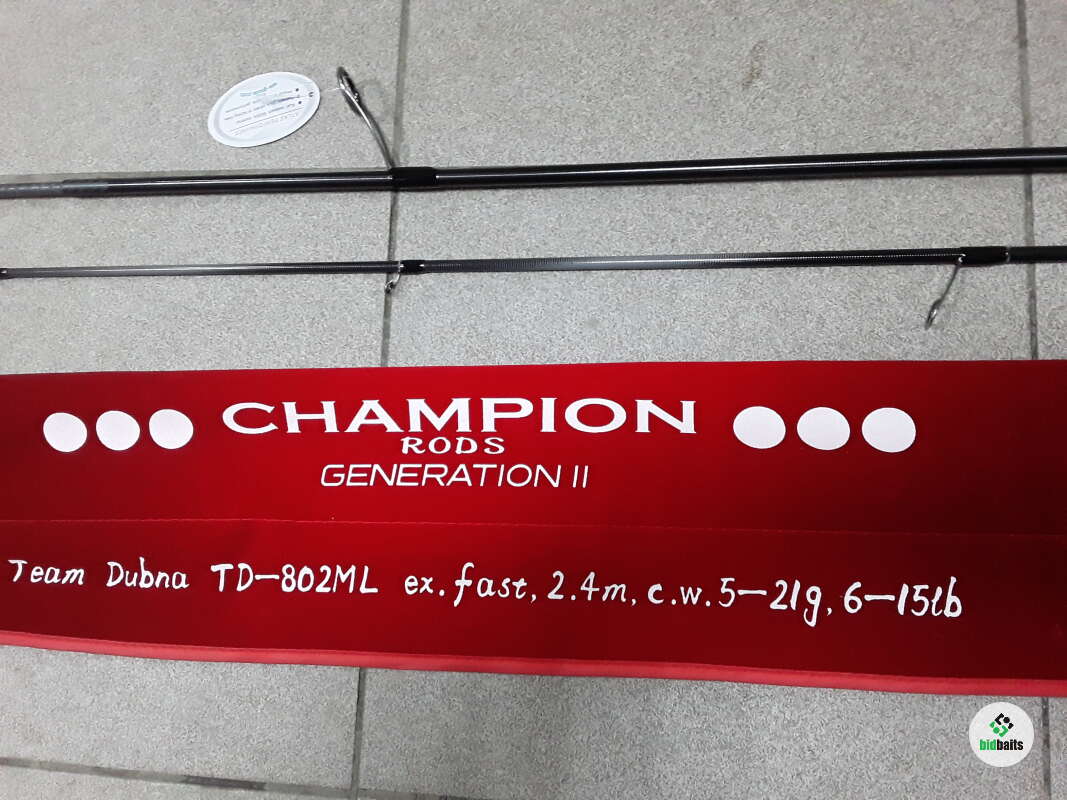 CHAMPION
RODS
GENERATION II
Team Dubna TD-802ML ex.fast, 2.4m, c.w.5-21g, 6-15lb
bidbaits